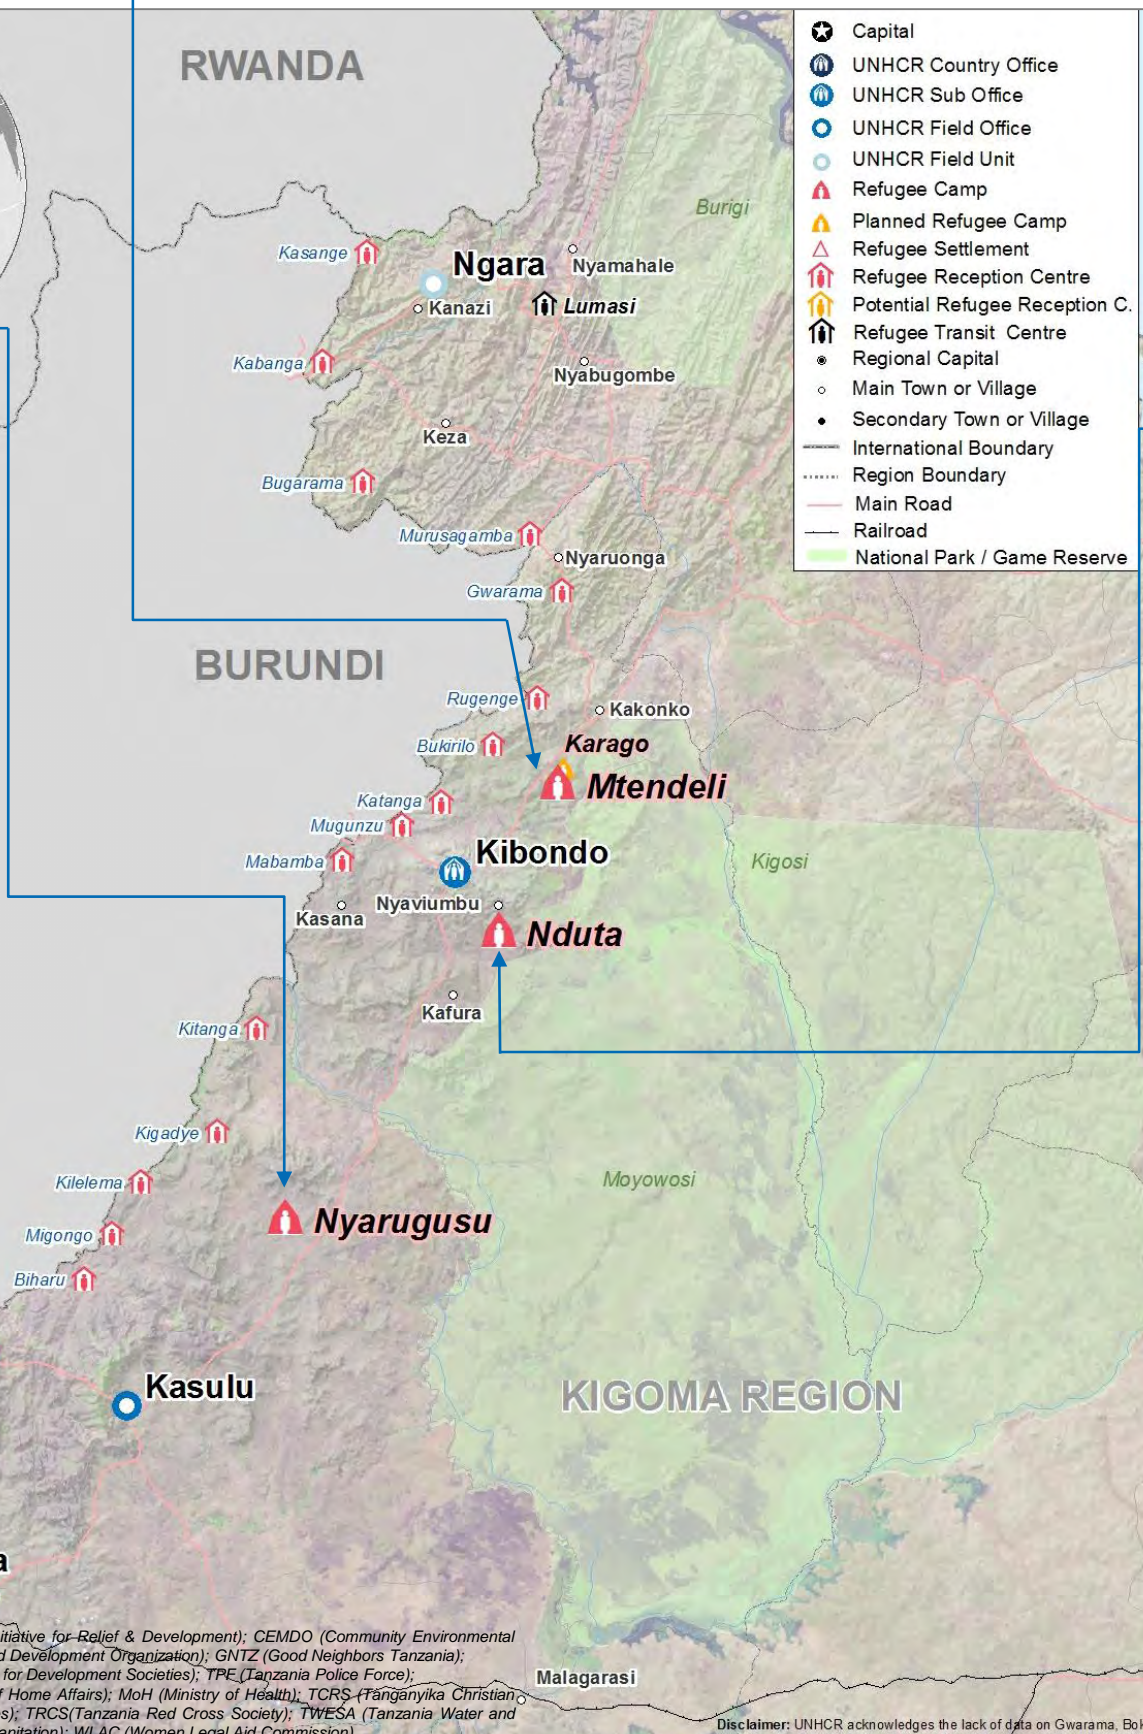 RWANDA
Capital
UNHCR Country Office
UNHCR Sub Office
UNHCR Field Office
UNHCR Field Unit
Refugee Camp
Planned Refugee Camp
Refugee Settlement
Refugee Reception Centre
Potential Refugee Reception C.
Refugee Transit Centre
Regional Capital
Main Town or Village
Secondary Town or Village
International Boundary
Region Boundary
Main Road
Railroad
National Park / Game Reserve
Burigi
Kasange
Ngara
Nyamahale
Kanazi
Lumasi
Kabanga
Nyabugombe
Keza
Bugarama
Murusagamba
Nyaruonga
Gwarama
BURUNDI
Rugenge
Kakonko
Bukirilo
Karago
Mtendeli
Katanga
Mugunzu
Kibondo
Mabamba
Kigosi
Nyaviumbu
Kasana
Nduta
Kafura
Kitanga
Kigadye
Kilelema
Moyowosi
Nyarugusu
Migongo
Biharu
Kasulu
KIGOMA REGION
a
itiative for Relief & Development); CEMDO (Community Environmental
d Development Organization); GNTZ (Good Neighbors Tanzania);
for Development Societies); TPF (Tanzania Police Force);
f Home Affairs); MoH (Ministry of Health); TCRS (Tanganyika Christian
s); TRCS(Tanzania Red Cross Society); TWESA (Tanzania Water and
anitation); WLAC (Women Legal Aid Commission)
Malagarasi
Disclaimer: UNHCR acknowledges the lack of data on Gwarama, By